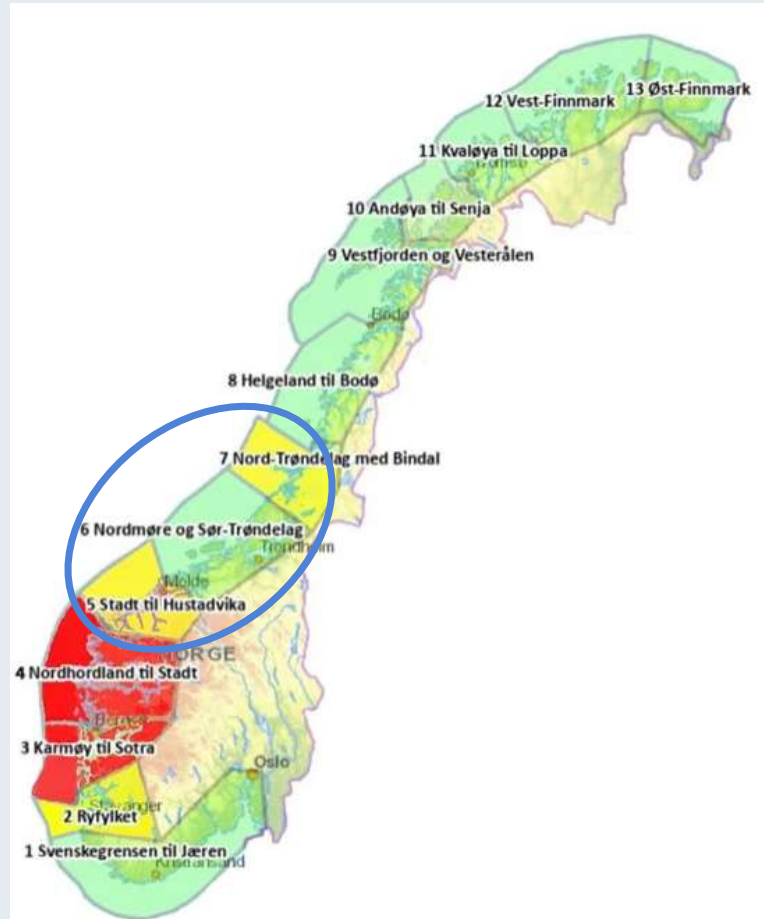 12 Vest-Finnmark
13 Øst-Finnmark
11 Kvaløya til Loppa
10 Andøya til Senja
9 Vestfjorden og Vesterålen
Bodø
8 Helgeland til Bodø
7 Nord-Trøndelag med Bindal
6 Nordmøre og Sør-Trøndelag
Trondheim
Molde
5 Stadt til Hustadvika
4 Nordhordland til Stadt
3 Karmøy til Sotra
Oslo
2 Ryfylket
1 Svenskegrensen til Jæren
Kristiansand